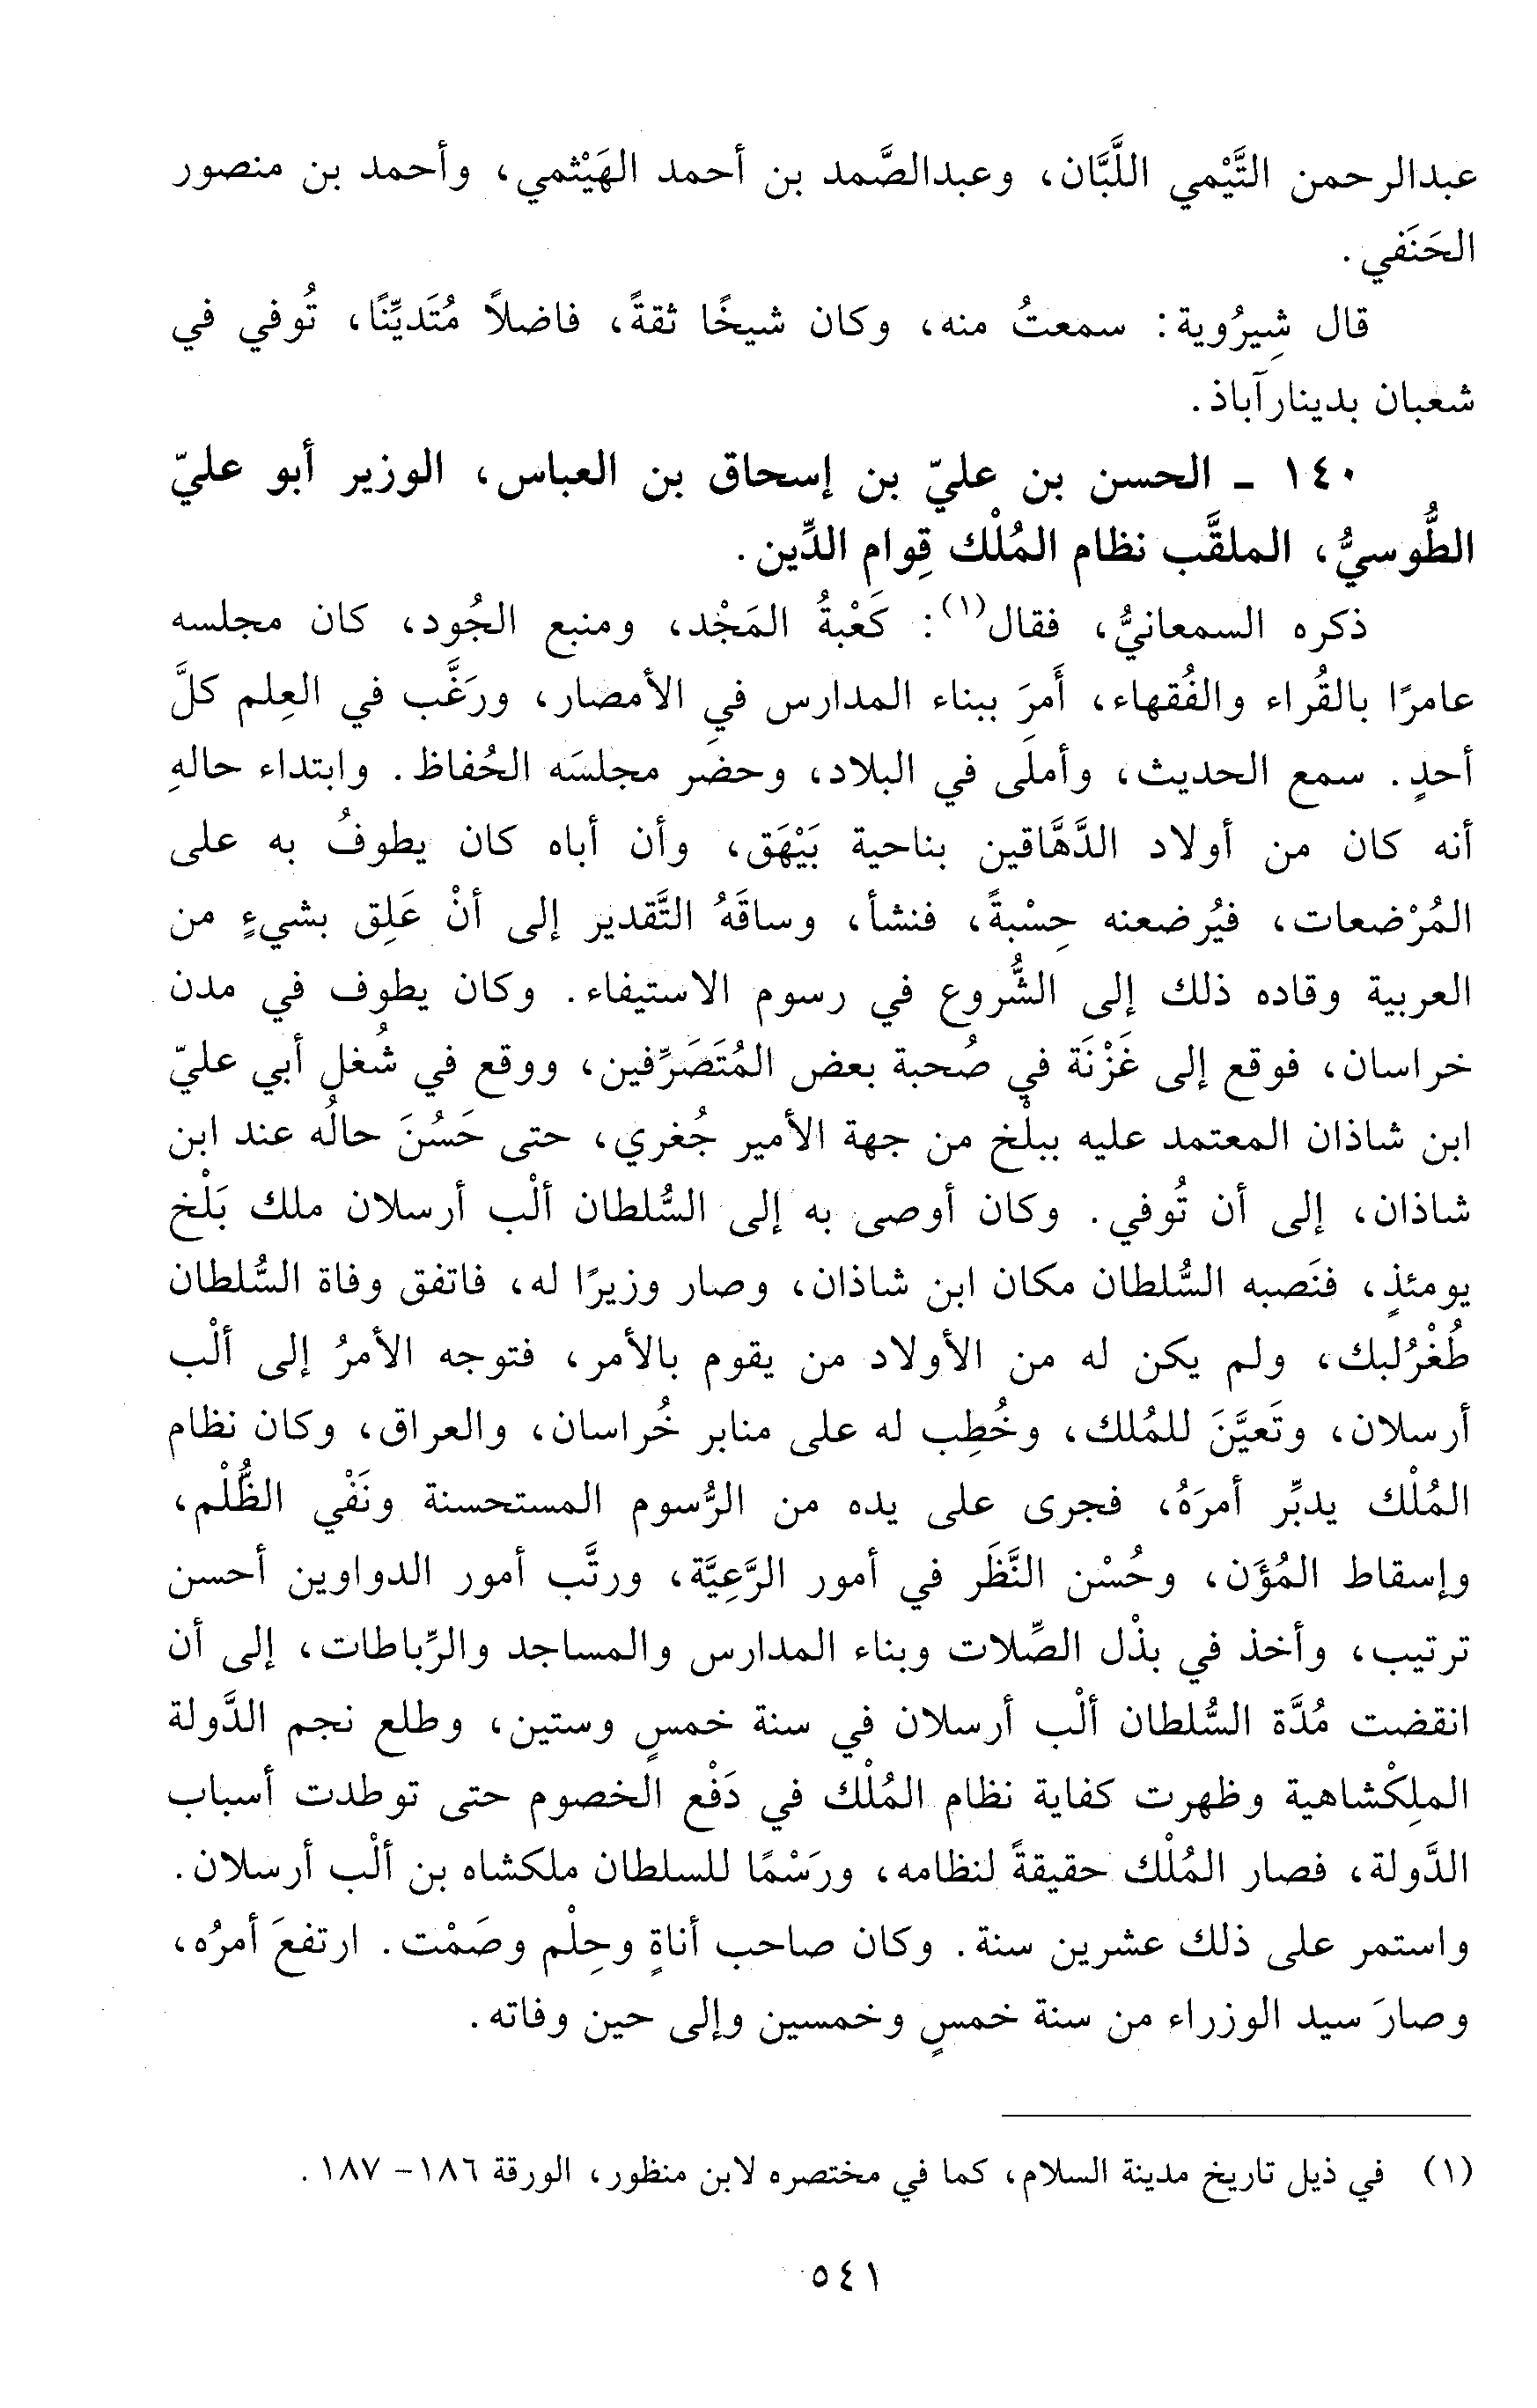 عبدالرحمن التَّيْمي اللَّبَّان، وعبدالصَّمد بن أحمد الهَيْثمي، وأحمد بن منصور
الحَنَفي.
قال شِيرُوية: سمعتُ منه، وكان شيخًا ثقةً، فاضلاً مُتَديِّنًا، تُوفي في
شعبان بدينارآباذ.
١٤٠ ـ الحسن بن عليّ بن إسحاق بن العباس، الوزير أبو عليّ
الطُّوسيُّ، الملقَّب نظام المُلْك قِوام الدِّين.
ذكره السمعانيُّ، فقال(١): كَعْبةُ المَجْد، ومنبع الجُود، كان مجلسه
عامرًا بالقُراء والفُقهاء، أَمرَ ببناء المدارس في الأمصار، ورَغَّب في العِلم كلَّ
أحدٍ. سمع الحديث، وأملَى في البلاد، وحضَر مجلسَه الحُفاظ. وابتداء حالهِ
أنه كان من أولاد الدَّهَّاقين بناحية بَيْهَق، وأن أباه كان يطوفُ به على
المُرْضعات، فيُرضعنه حِسْبةً، فنشأ، وساقَهُ التَّقدير إلى أنْ عَلِق بشيءٍ من
العربية وقاده ذلك إلى الشُّروع في رسوم الاستيفاء. وكان يطوف في مدن
خراسان، فوقع إلى غَزْنَة في صُحبة بعض المُتَصَرِّفين، ووقع في شُغل أبي عليّ
ابن شاذان المعتمد عليه ببلْخ من جهة الأمير جُغري، حتى حَسُنَ حالُه عند ابن
شاذان، إلى أن تُوفي. وكان أوصى به إلى السُّلطان ألْب أرسلان ملك بَلْخ
يومئذٍ، فنَصبه السُّلطان مكان ابن شاذان، وصار وزيرًا له، فاتفق وفاة السُّلطان
طُغْرُلبك، ولم يكن له من الأولاد من يقوم بالأمر، فتوجه الأمرُ إلى ألْب
أرسلان، وتَعيَّنَ للمُلك، وخُطِب له على منابر خُراسان، والعراق، وكان نظام
المُلْك يدبِّر أمرَهُ، فجرى على يده من الرُّسوم المستحسنة ونَفْي الظُّلْم،
وإسقاط المُؤَن، وحُسْن النَّظَر في أمور الرَّعِيَّة، ورتَّب أمور الدواوين أحسن
ترتيب، وأخذ في بذْل الصِّلات وبناء المدارس والمساجد والرِّباطات، إلى أن
انقضت مُدَّة السُّلطان ألْب أرسلان في سنة خمسٍ وستين، وطلع نجم الدَّولة
الملِكْشاهية وظهرت كفاية نظام المُلْك في دَفْع الخصوم حتى توطدت أسباب
الدَّولة، فصار المُلْك حقيقةً لنظامه، ورَسْمًا للسلطان ملكشاه بن ألْب أرسلان.
واستمر على ذلك عشرين سنة. وكان صاحب أناةٍ وحِلْم وصَمْت. ارتفعَ أمرُه،
وصارَ سيد الوزراء من سنة خمسٍ وخمسين وإلى حين وفاته.
(١) في ذيل تاريخ مدينة السلام، كما في مختصره لابن منظور، الورقة ١٨٦- ١٨٧.
٥٤١